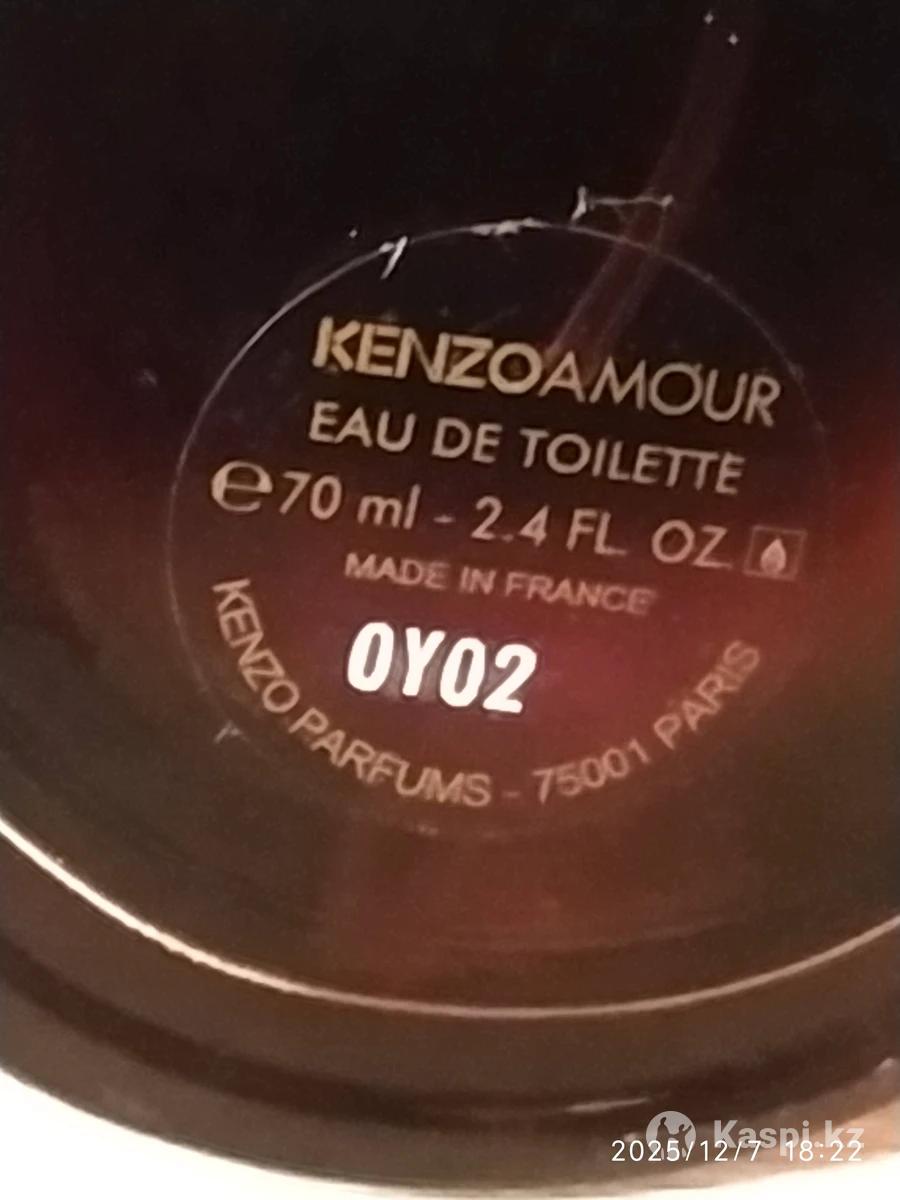 KENZOAMOUR
EAU DE TOILETTE
℮70 ml - 2.4 FL. OZ.
MADE IN FRANCE
0Y02
KENZO PARFUMS - 75001 PARIS
Kaspi.kz
2025/12/7 18:22